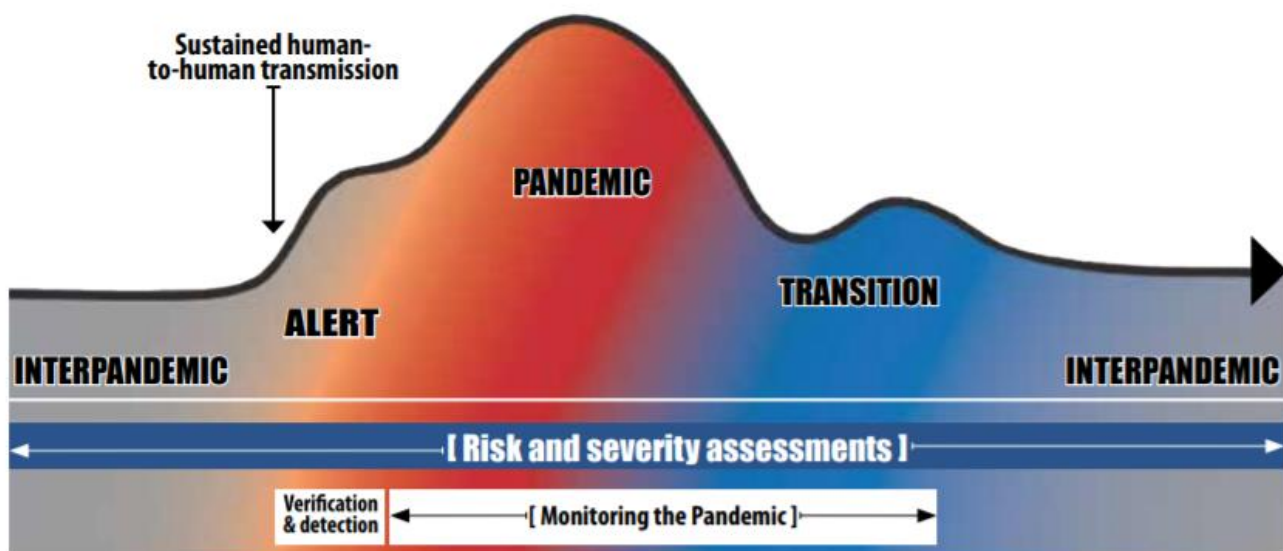 Sustained human-
to-human transmission
PANDEMIC
TRANSITION
ALERT
INTERPANDEMIC
INTERPANDEMIC
[ Risk and severity assessments ]
Verification
& detection
[ Monitoring the Pandemic ]